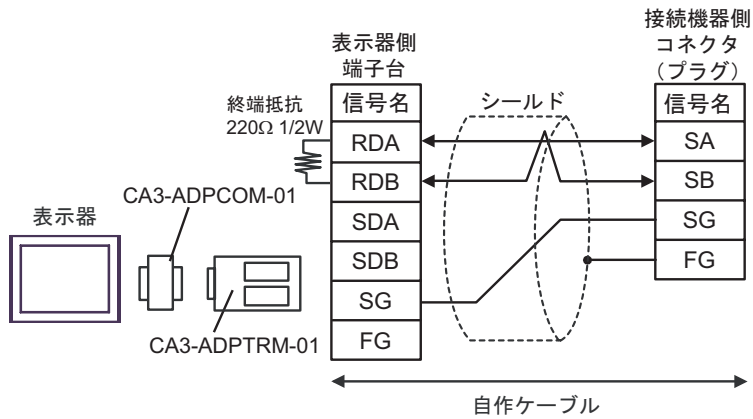 表示器側
端子台
接続機器側
コネクタ
(プラグ)
終端抵抗
220Ω 1/2W
信号名
シールド
信号名
RDA
SA
RDB
SB
CA3-ADPCOM-01
表示器
SDA
SG
SDB
FG
SG
CA3-ADPTRM-01
FG
自作ケーブル